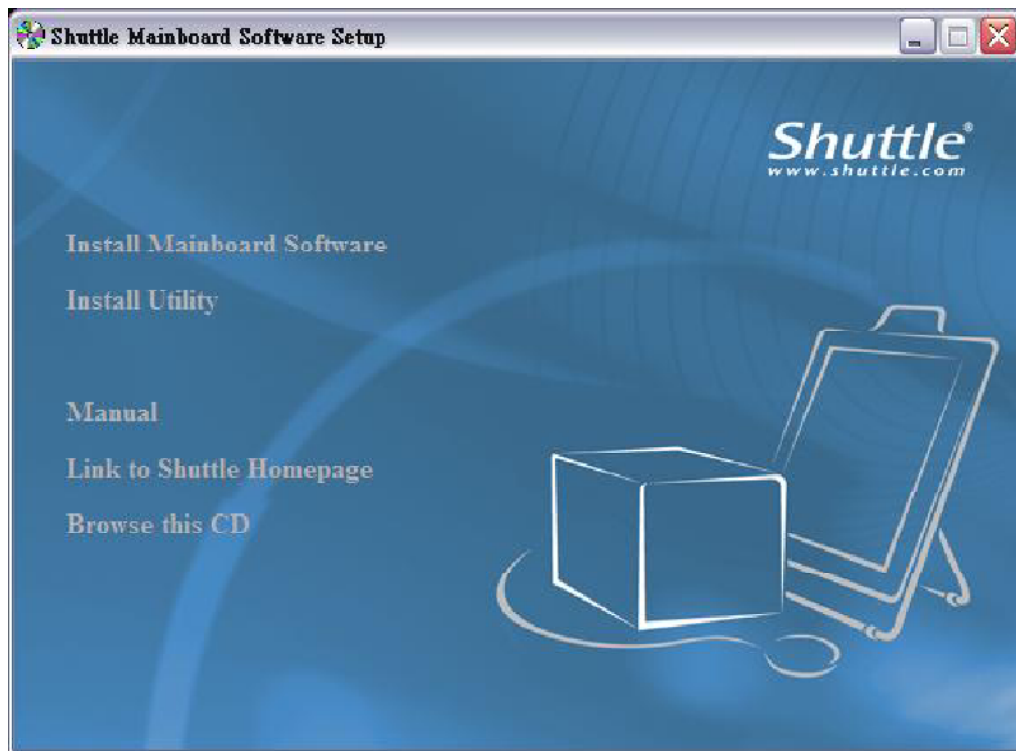 Shuttle Mainboard Software Setup
Shuttle®
www.shuttle.com
Install Mainboard Software
Install Utility
Manual
Link to Shuttle Homepage
Browse this CD